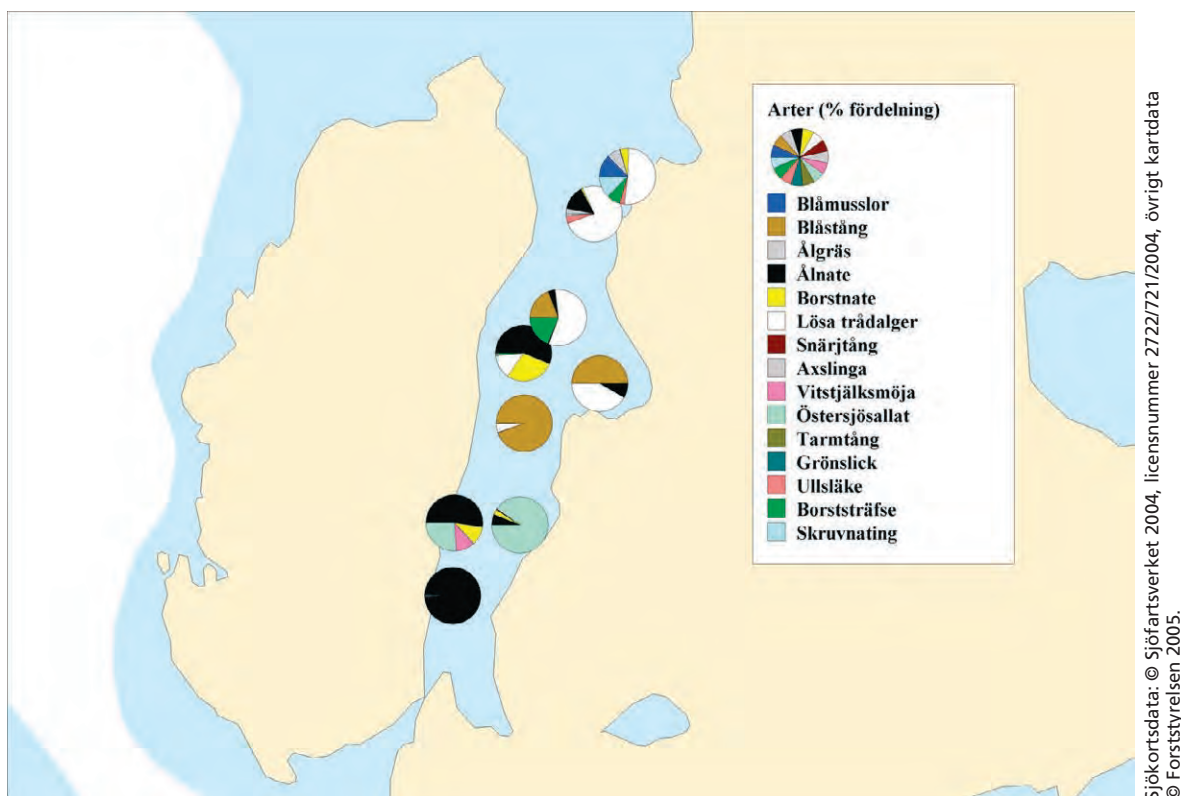 Arter (% fördelning)
Blåmusslor
Blåstång
Ålgräs
Ålnate
Borstnate
Lösa trådalger
Snärjtång
Axslinga
Vitstjälksmöja
Östersjösallat
Tarmtång
Grönslick
Ullsläke
Borststräfse
Skruvnating
Sjökortsdata: © Sjöfartsverket 2004, licensnummer 2722/721/2004, övrigt kartdata
© Forststyrelsen 2005.